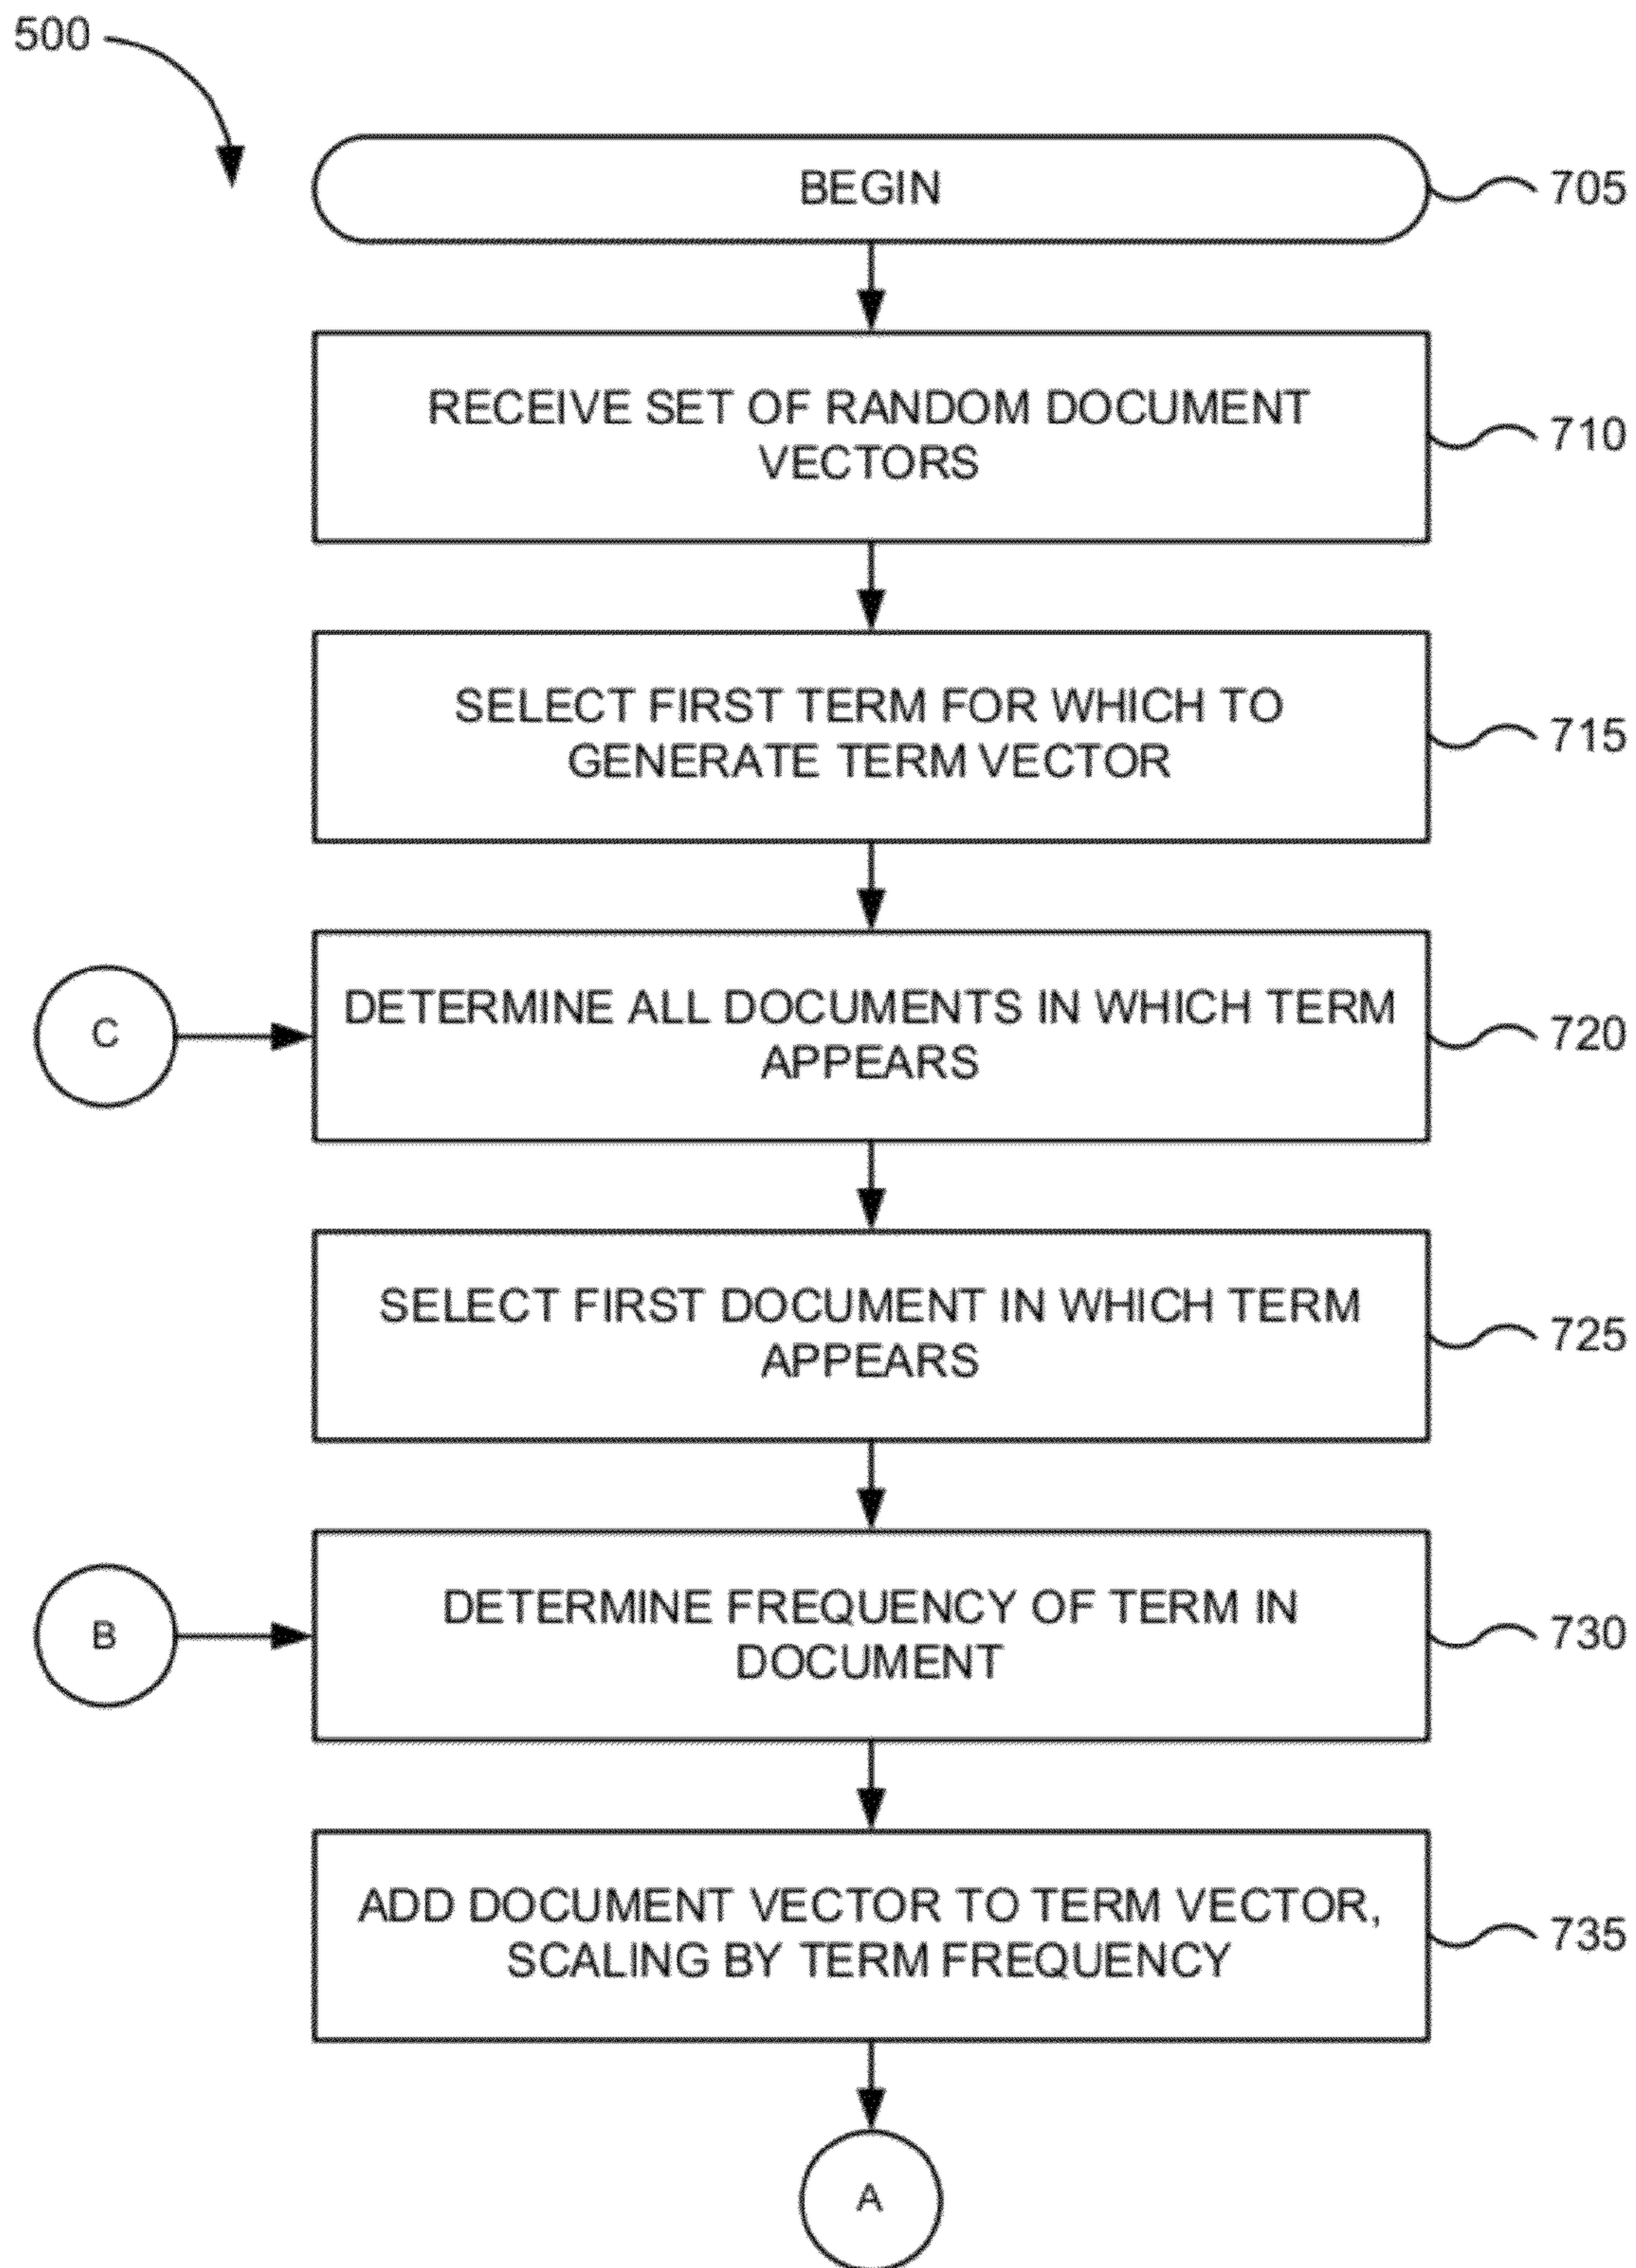 500
BEGIN
705
RECEIVE SET OF RANDOM DOCUMENT
VECTORS
710
SELECT FIRST TERM FOR WHICH TO
GENERATE TERM VECTOR
715
C
DETERMINE ALL DOCUMENTS IN WHICH TERM
APPEARS
720
SELECT FIRST DOCUMENT IN WHICH TERM
APPEARS
725
B
DETERMINE FREQUENCY OF TERM IN
DOCUMENT
730
ADD DOCUMENT VECTOR TO TERM VECTOR,
SCALING BY TERM FREQUENCY
735
A